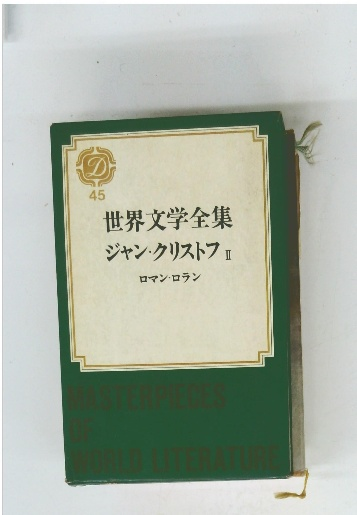 D
45
世界文学全集
ジャン・クリストフ II
ロマン・ロラン
MASTERPIECES
OF
WORLD LITERATURE